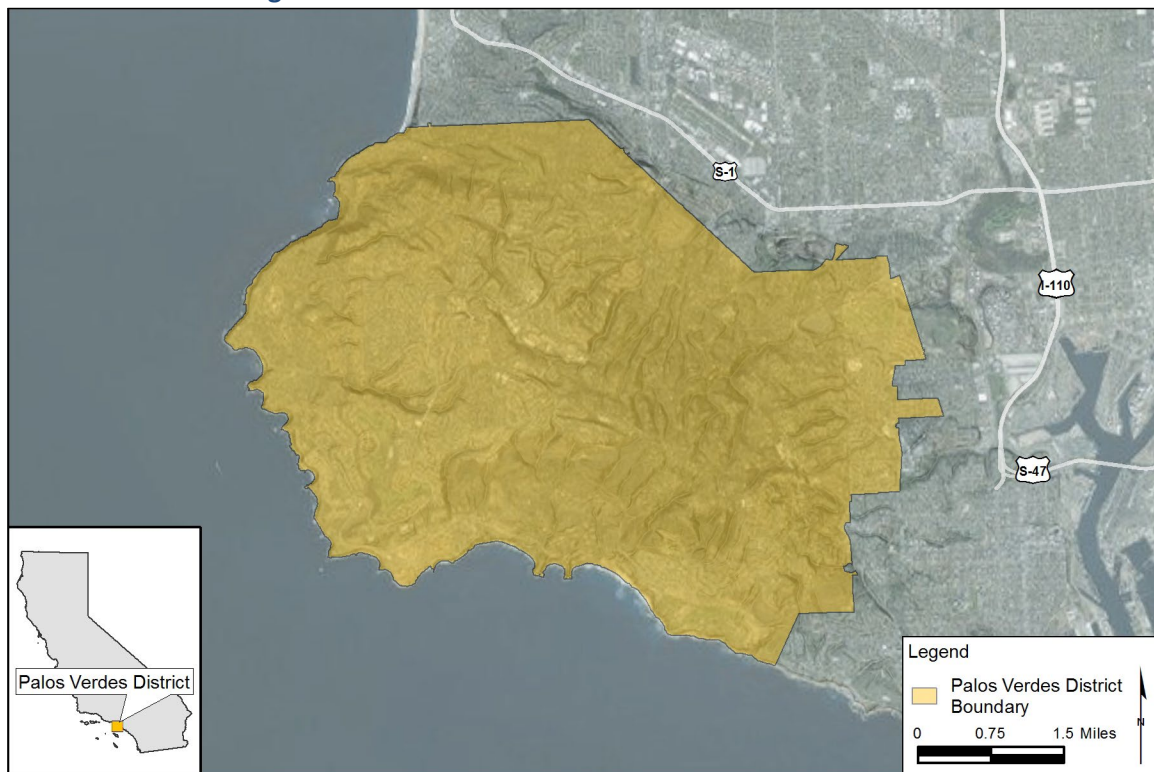 S-1
I-110
S-47
Palos Verdes District
Legend
Palos Verdes District
Boundary
0 0.75 1.5 Miles
N